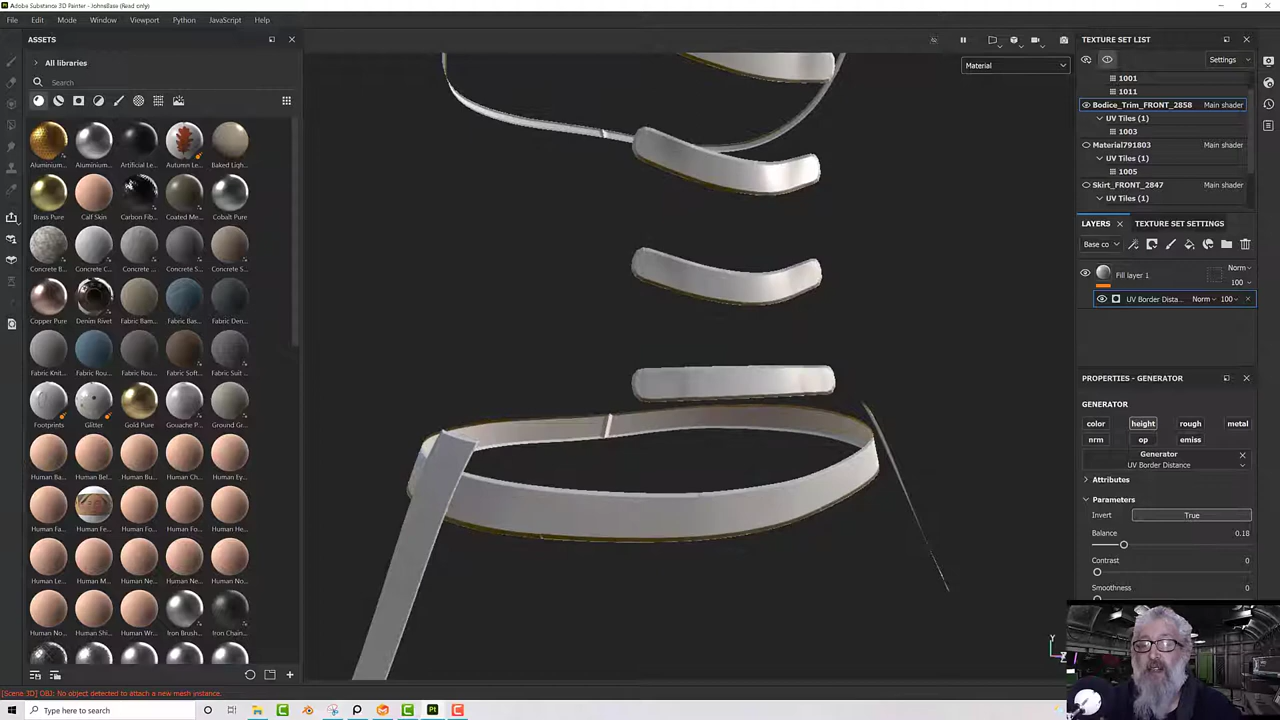 Adobe Substance 3D Painter - JohnsEase (Read only)
File Edit Mode Window Viewport Python JavaScript Help
ASSETS
All libraries
Search
Aluminium... Aluminium... Artificial Le... Autumn Le... Baked Ligh...
Brass Pure Calf Skin Carbon Fib... Coated Me... Cobalt Pure
Concrete B... Concrete C... Concrete ... Concrete S... Concrete S...
Copper Pure Denim Rivet Fabric Bam... Fabric Bas... Fabric Den...
Fabric Knit... Fabric Rou... Fabric Rou... Fabric Soft... Fabric Suit ...
Footprints Glitter Gold Pure Gouache P... Ground Gr...
Human Ba... Human Bel... Human Bu... Human Ch... Human Ey...
Human Fa... Human Fe... Human Fo... Human Fo... Human He...
Human Le... Human M... Human Ne... Human Ne... Human No...
Human No... Human Shi... Human Wr... Iron Brush... Iron Chain...
Material
Y
Z
TEXTURE SET LIST
Settings
1001
1011
Bodice_Trim_FRONT_2858 Main shader
UV Tiles (1)
1003
Material791803 Main shader
UV Tiles (1)
1005
Skirt_FRONT_2847 Main shader
UV Tiles (1)
LAYERS TEXTURE SET SETTINGS
Base co
Fill layer 1 Norm 100
UV Border Dista... Norm 100
PROPERTIES - GENERATOR
GENERATOR
color height rough metal
nrm op emiss
Generator
UV Border Distance
Attributes
Parameters
Invert True
Balance 0.18
Contrast 0
Smoothness 0
[Scene 3D] OBJ: No object detected to attach a new mesh instance.
Type here to search